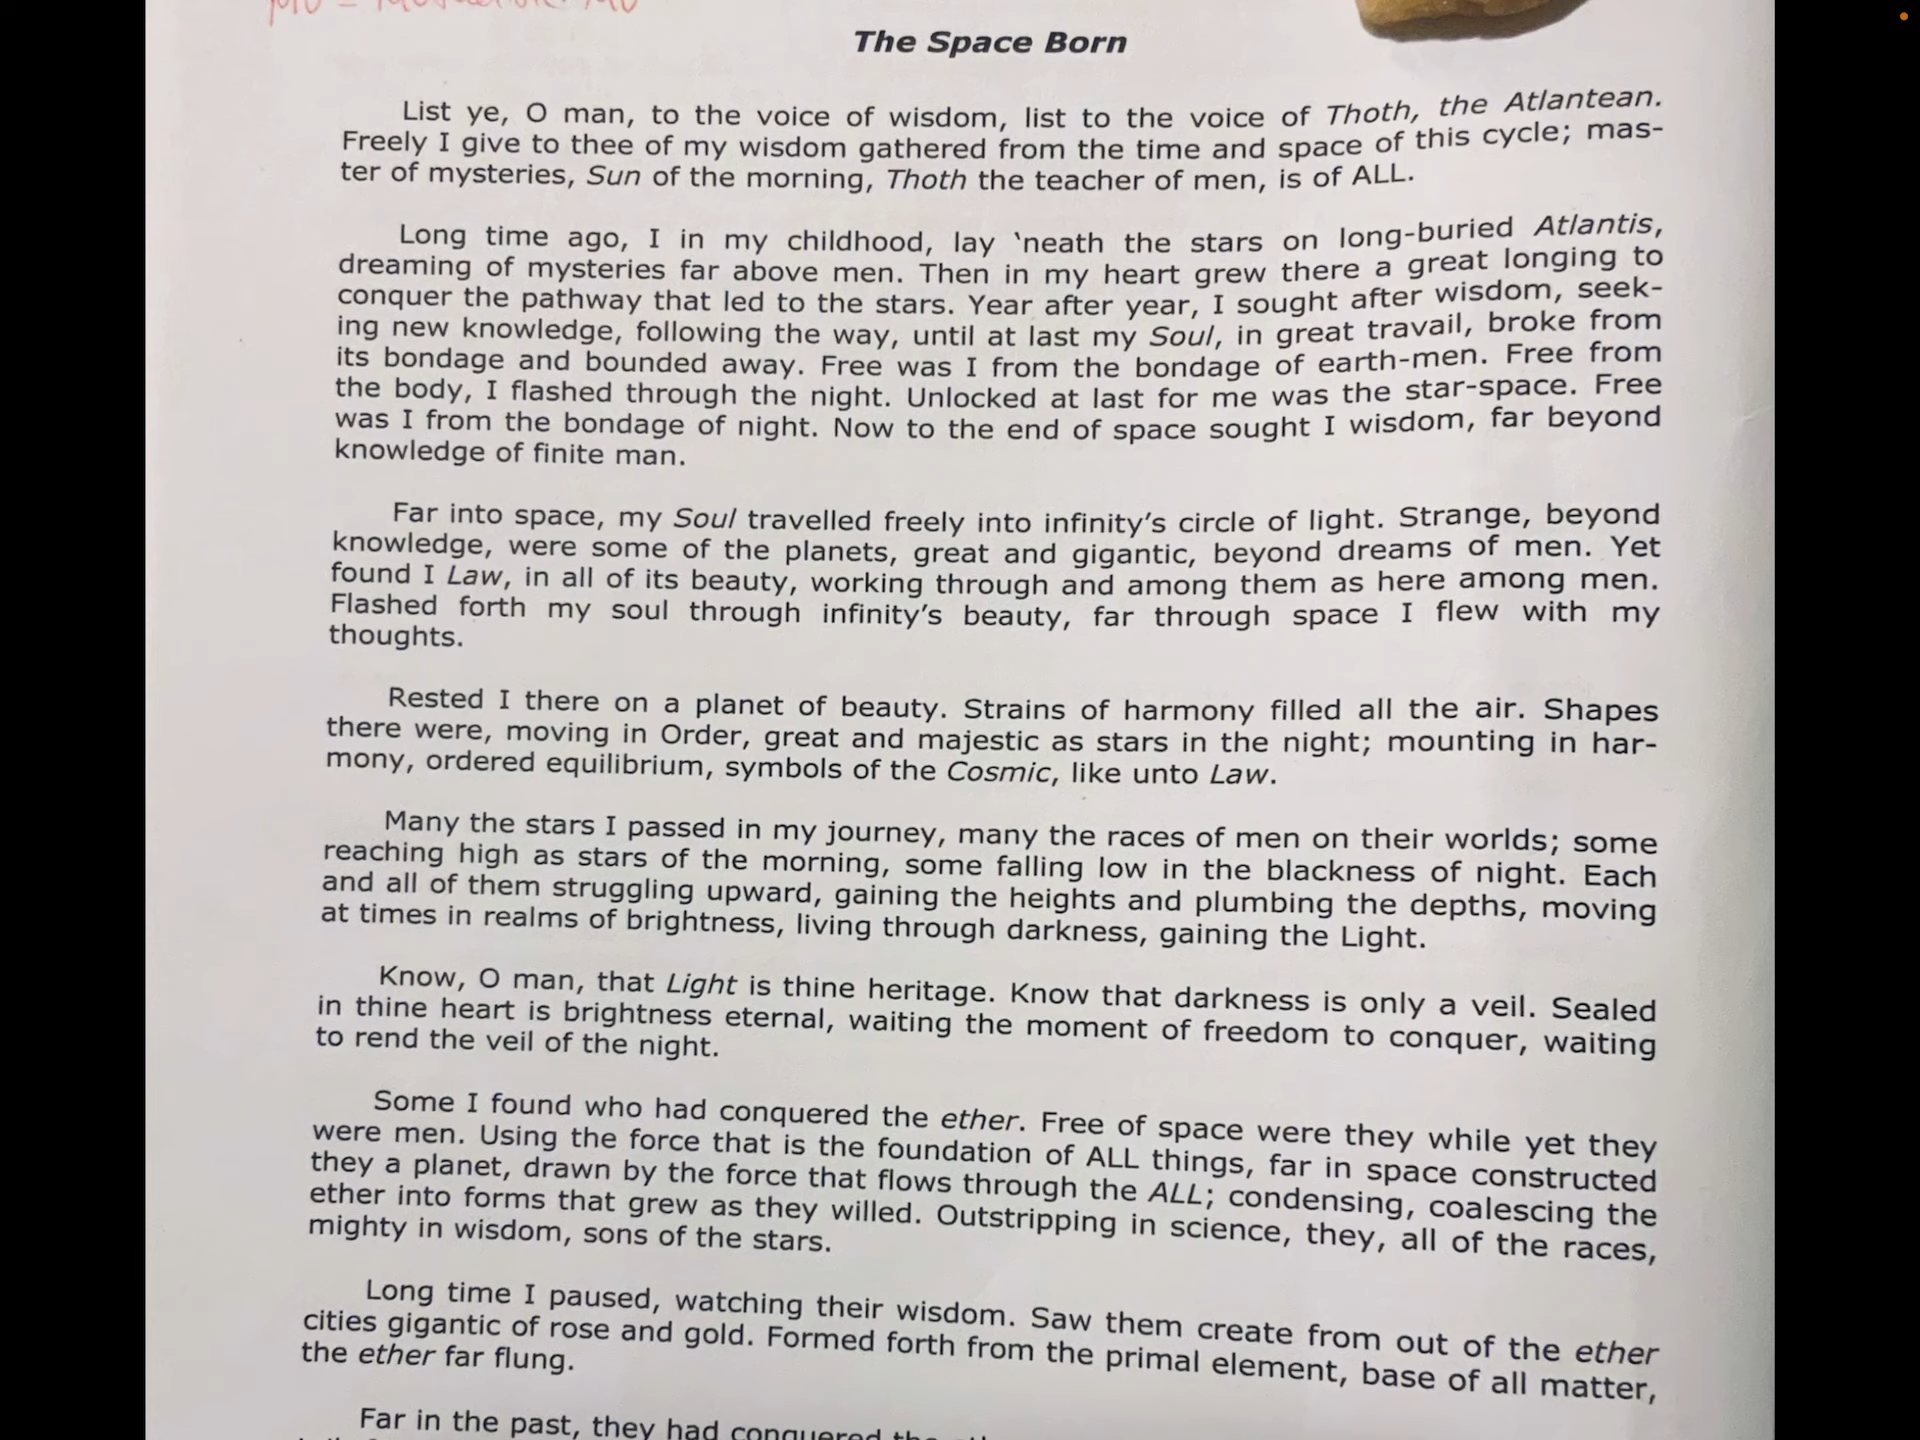 The Space Born
List ye, O man, to the voice of wisdom, list to the voice of Thoth, the Atlantean.
Freely I give to thee of my wisdom gathered from the time and space of this cycle; mas-
ter of mysteries, Sun of the morning, Thoth the teacher of men, is of ALL.
Long time ago, I in my childhood, lay ‘neath the stars on long-buried Atlantis,
dreaming of mysteries far above men. Then in my heart grew there a great longing to
conquer the pathway that led to the stars. Year after year, I sought after wisdom, seek-
ing new knowledge, following the way, until at last my Soul, in great travail, broke from
its bondage and bounded away. Free was I from the bondage of earth-men. Free from
the body, I flashed through the night. Unlocked at last for me was the star-space. Free
was I from the bondage of night. Now to the end of space sought I wisdom, far beyond
knowledge of finite man.
Far into space, my Soul travelled freely into infinity’s circle of light. Strange, beyond
knowledge, were some of the planets, great and gigantic, beyond dreams of men. Yet
found I Law, in all of its beauty, working through and among them as here among men.
Flashed forth my soul through infinity’s beauty, far through space I flew with my
thoughts.
Rested I there on a planet of beauty. Strains of harmony filled all the air. Shapes
there were, moving in Order, great and majestic as stars in the night; mounting in har-
mony, ordered equilibrium, symbols of the Cosmic, like unto Law.
Many the stars I passed in my journey, many the races of men on their worlds; some
reaching high as stars of the morning, some falling low in the blackness of night. Each
and all of them struggling upward, gaining the heights and plumbing the depths, moving
at times in realms of brightness, living through darkness, gaining the Light.
Know, O man, that Light is thine heritage. Know that darkness is only a veil. Sealed
in thine heart is brightness eternal, waiting the moment of freedom to conquer, waiting
to rend the veil of the night.
Some I found who had conquered the ether. Free of space were they while yet they
were men. Using the force that is the foundation of ALL things, far in space constructed
they a planet, drawn by the force that flows through the ALL; condensing, coalescing the
ether into forms that grew as they willed. Outstripping in science, they, all of the races,
mighty in wisdom, sons of the stars.
Long time I paused, watching their wisdom. Saw them create from out of the ether
cities gigantic of rose and gold. Formed forth from the primal element, base of all matter,
the ether far flung.
Far in the past, they had conquered the